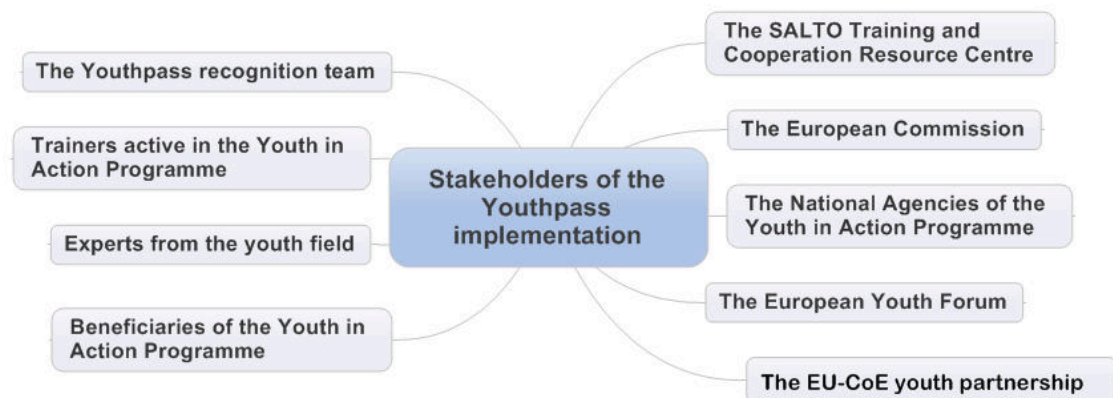 The SALTO Training and
Cooperation Resource Centre
The Youthpass recognition team
The European Commission
Trainers active in the Youth in
Action Programme
Stakeholders of the
Youthpass
implementation
The National Agencies of the
Youth in Action Programme
Experts from the youth field
The European Youth Forum
Beneficiaries of the Youth in
Action Programme
The EU-CoE youth partnership